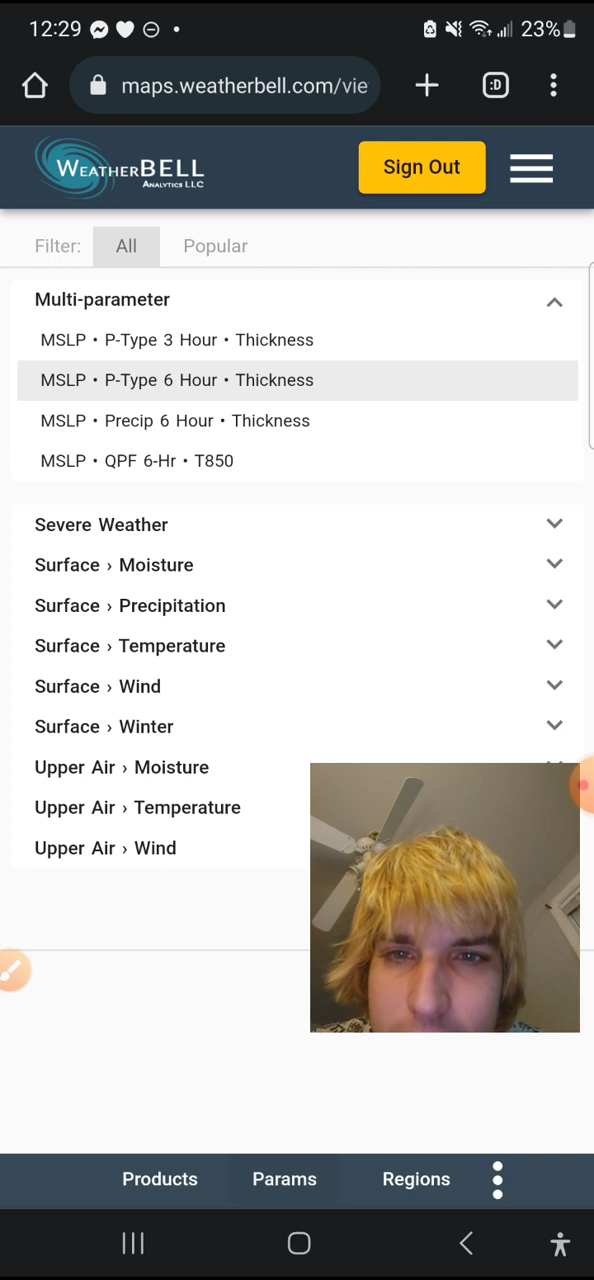 12:29
23%
maps.weatherbell.com/vie
:D
WEATHERBELL
ANALYTICS LLC
Sign Out
Filter: All Popular
Multi-parameter
MSLP • P-Type 3 Hour • Thickness
MSLP • P-Type 6 Hour • Thickness
MSLP • Precip 6 Hour • Thickness
MSLP • QPF 6-Hr • T850
Severe Weather
Surface › Moisture
Surface › Precipitation
Surface › Temperature
Surface › Wind
Surface › Winter
Upper Air › Moisture
Upper Air › Temperature
Upper Air › Wind
Products Params Regions